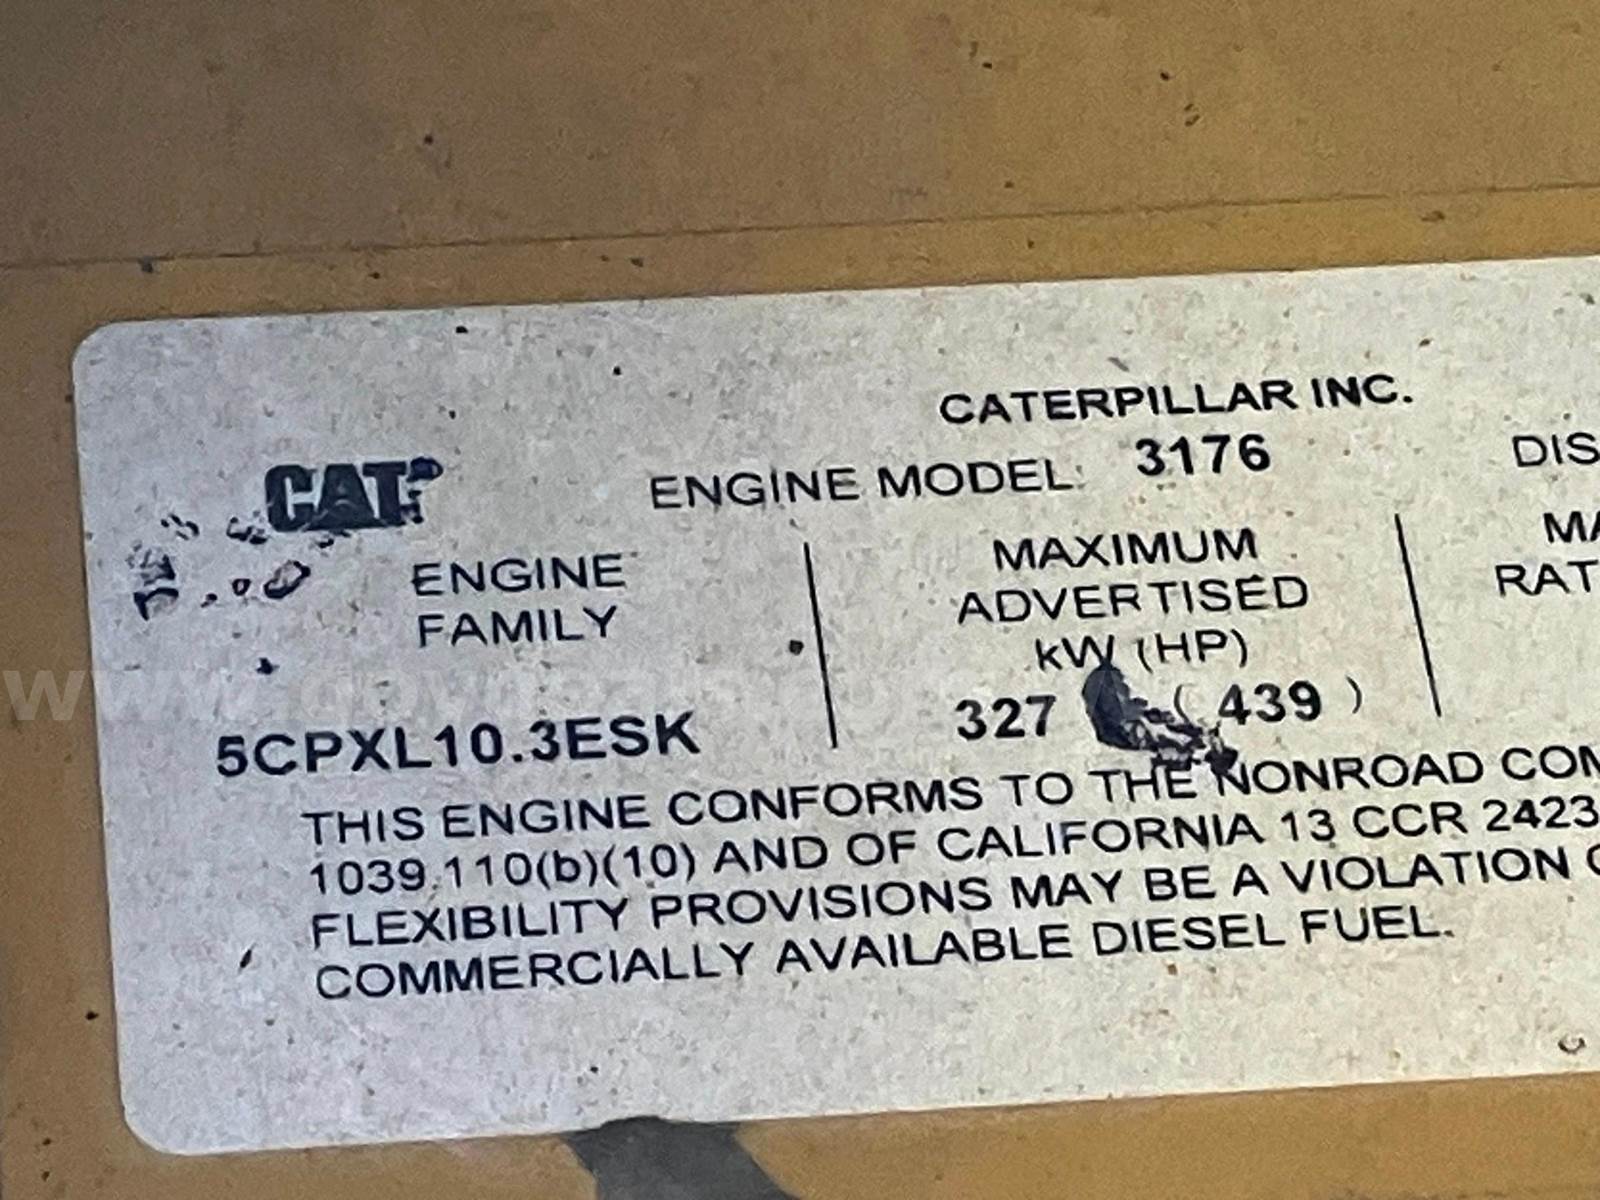 CATERPILLAR INC.
CAT
ENGINE MODEL: 3176
DIS
ENGINE
FAMILY
MAXIMUM
ADVERTISED
kW (HP)
MA
RAT
5CPXL10.3ESK
327 ( 439 )
THIS ENGINE CONFORMS TO THE NONROAD COM
1039.110(b)(10) AND OF CALIFORNIA 13 CCR 2423
FLEXIBILITY PROVISIONS MAY BE A VIOLATION
COMMERCIALLY AVAILABLE DIESEL FUEL.